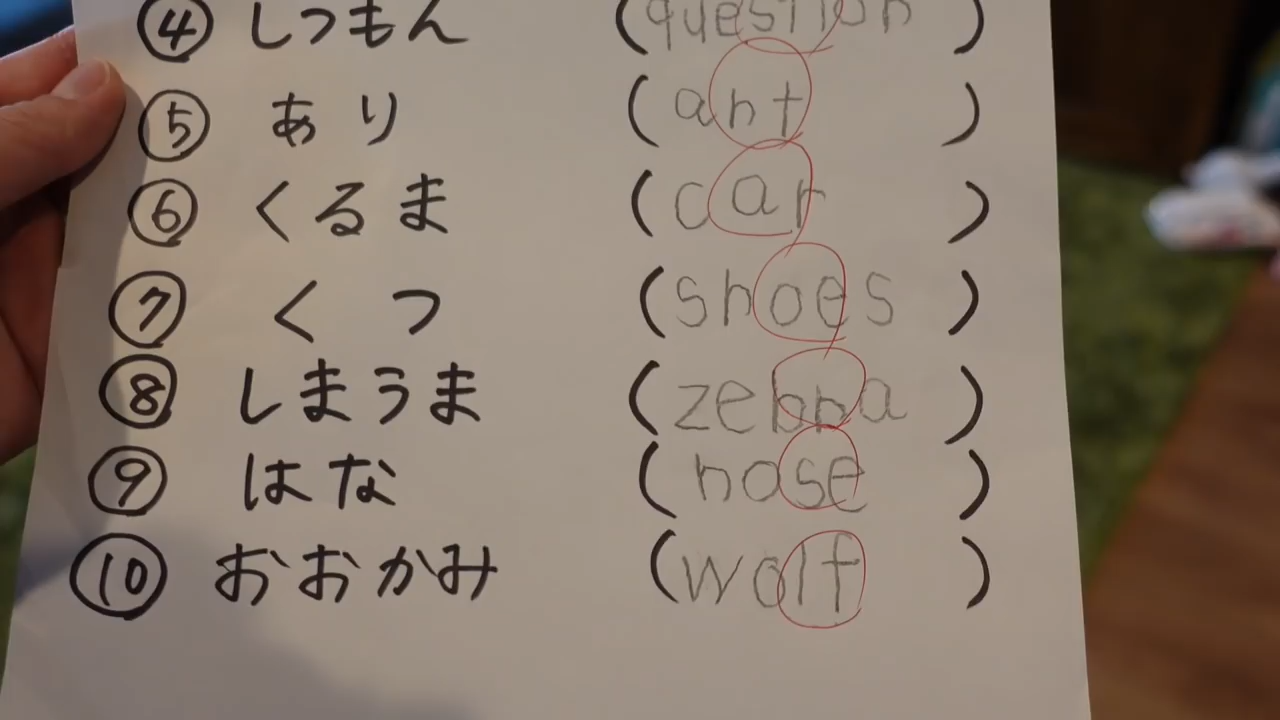 ④ しつもん (question)
⑤ あり (ant)
⑥ くるま (car)
⑦ くつ (shoes)
⑧ しまうま (zebra)
⑨ はな (nose)
⑩ おおかみ (wolf)